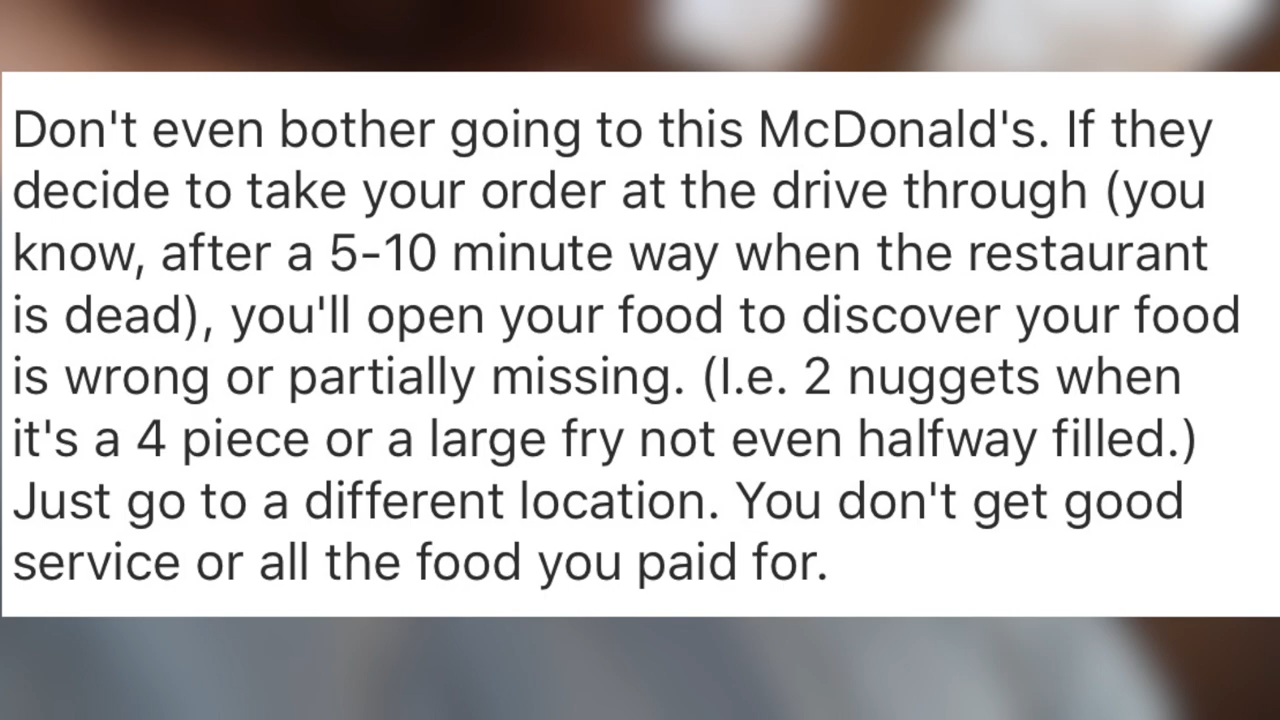 Don't even bother going to this McDonald's. If they
decide to take your order at the drive through (you
know, after a 5-10 minute way when the restaurant
is dead), you'll open your food to discover your food
is wrong or partially missing. (I.e. 2 nuggets when
it's a 4 piece or a large fry not even halfway filled.)
Just go to a different location. You don't get good
service or all the food you paid for.